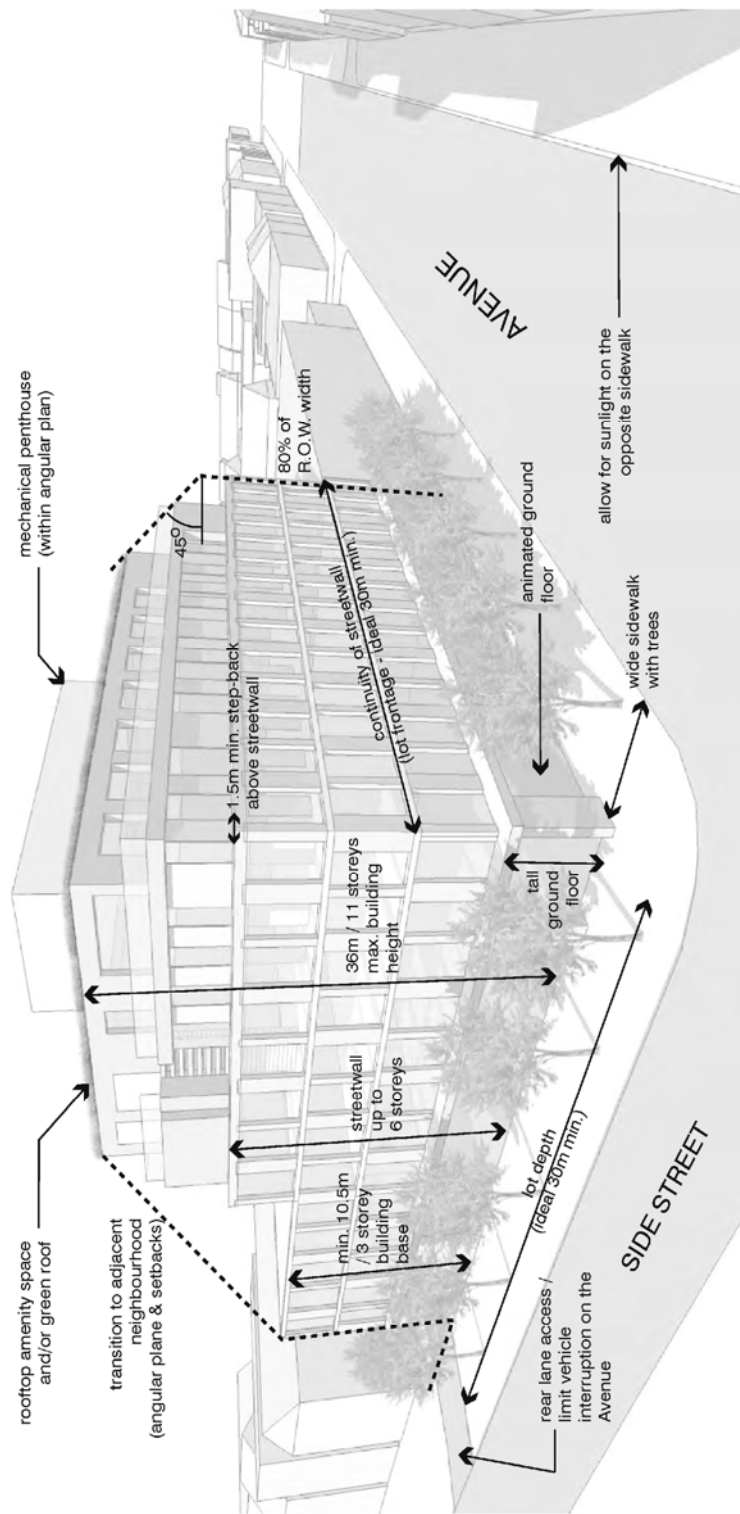 rooftop amenity space
and/or green roof
mechanical penthouse
(within angular plan)
transition to adjacent
neighbourhood
(angular plane & setbacks)
45°
80% of
R.O.W. width
1.5m min. step-back
above streetwall
36m / 11 storeys
max. building
height
continuity of streetwall
(lot frontage - ideal 30m min.)
streetwall
up to
6 storeys
min. 10.5m
/ 3 storey
building
base
tall
ground
floor
animated ground
floor
AVENUE
wide sidewalk
with trees
allow for sunlight on the
opposite sidewalk
lot depth
(ideal 30m min.)
SIDE STREET
rear lane access /
limit vehicle
interruption on the
Avenue